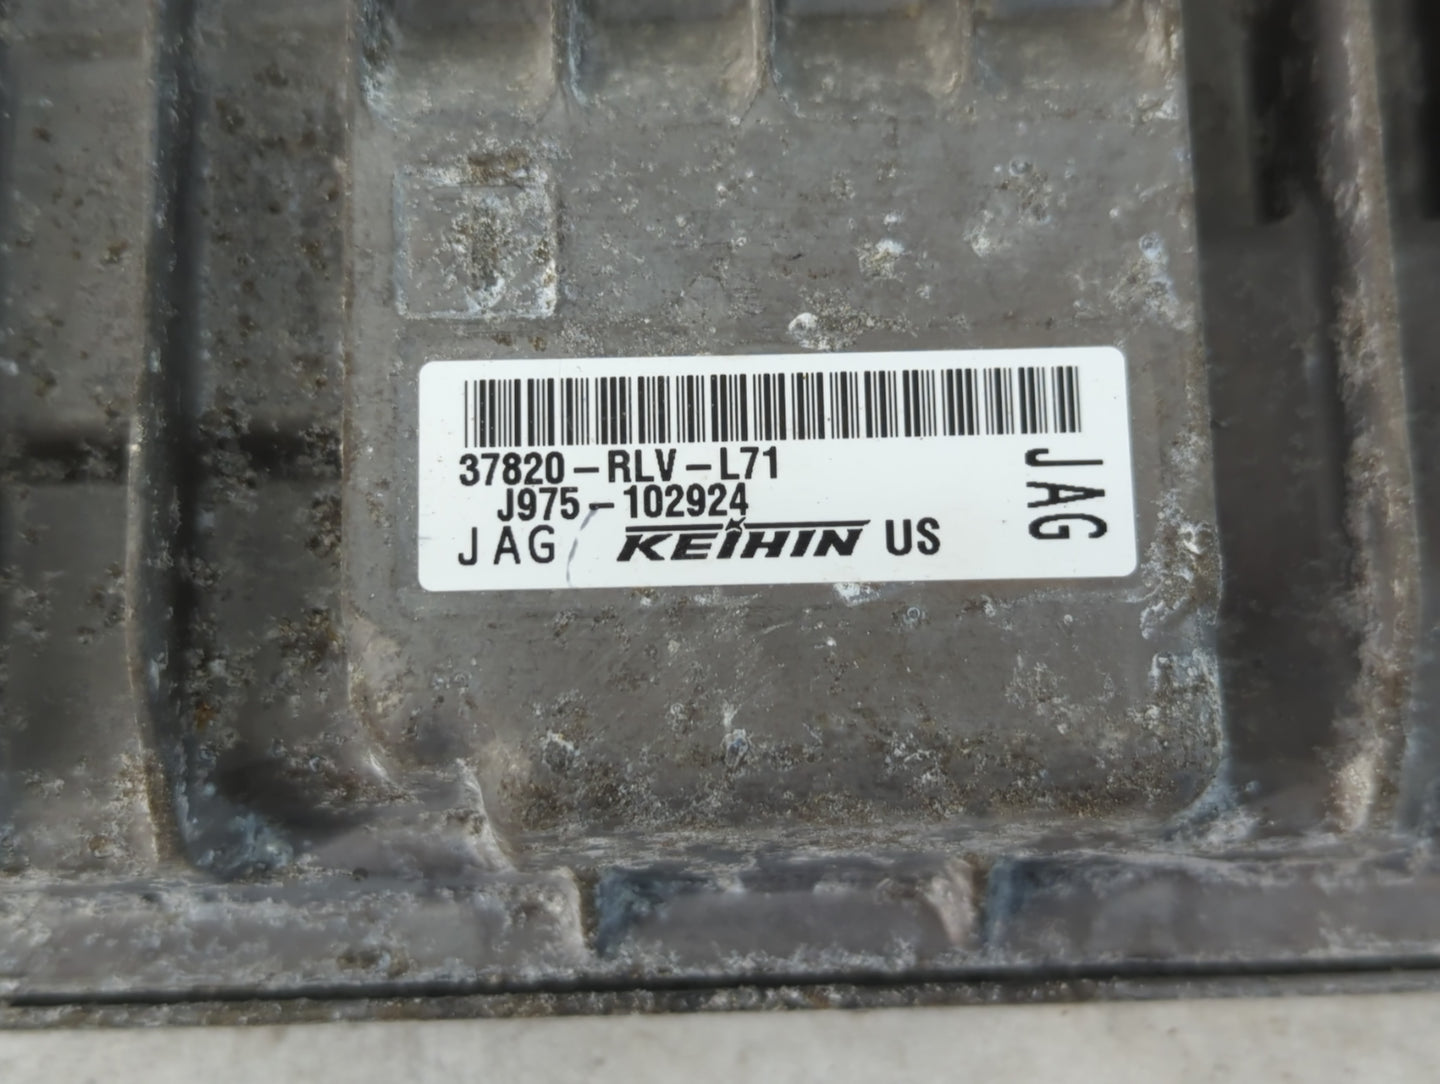 37820-RLV-L71
J975-102924
JAG KEIHIN US
JAG